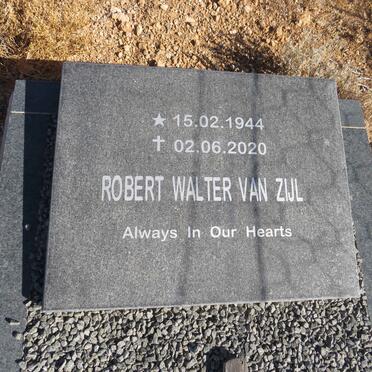 ★ 15.02.1944
✝ 02.06.2020
ROBERT WALTER VAN ZIJL
Always In Our Hearts